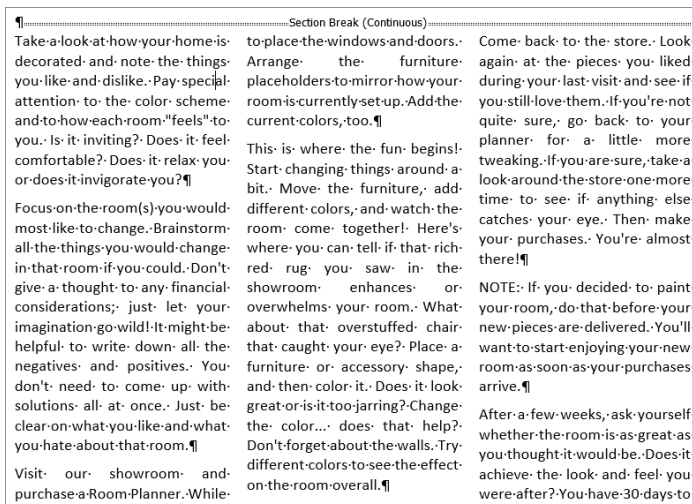 ¶ Section Break (Continuous)
Take a look at how your home is
decorated and note the things
you like and dislike. Pay special
attention to the color scheme
and to how each room "feels" to
you. Is it inviting? Does it feel
comfortable? Does it relax you
or does it invigorate you?¶
Focus on the room(s) you would
most like to change. Brainstorm
all the things you would change
in that room if you could. Don't
give a thought to any financial
considerations; just let your
imagination go wild! It might be
helpful to write down all the
negatives and positives. You
don't need to come up with
solutions all at once. Just be
clear on what you like and what
you hate about that room.¶
Visit our showroom and
purchase a Room Planner. While
to place the windows and doors.
Arrange the furniture
placeholders to mirror how your
room is currently set up. Add the
current colors, too.¶
This is where the fun begins!
Start changing things around a
bit. Move the furniture, add
different colors, and watch the
room come together! Here's
where you can tell if that rich
red rug you saw in the
showroom enhances or
overwhelms your room. What
about that overstuffed chair
that caught your eye? Place a
furniture or accessory shape,
and then color it. Does it look
great or is it too jarring? Change
the color... does that help?
Don't forget about the walls. Try
different colors to see the effect
on the room overall.¶
Come back to the store. Look
again at the pieces you liked
during your last visit and see if
you still love them. If you're not
quite sure, go back to your
planner for a little more
tweaking. If you are sure, take a
look around the store one more
time to see if anything else
catches your eye. Then make
your purchases. You're almost
there!¶
NOTE: If you decided to paint
your room, do that before your
new pieces are delivered. You'll
want to start enjoying your new
room as soon as your purchases
arrive.¶
After a few weeks, ask yourself
whether the room is as great as
you thought it would be. Does it
achieve the look and feel you
were after? You have 30 days to